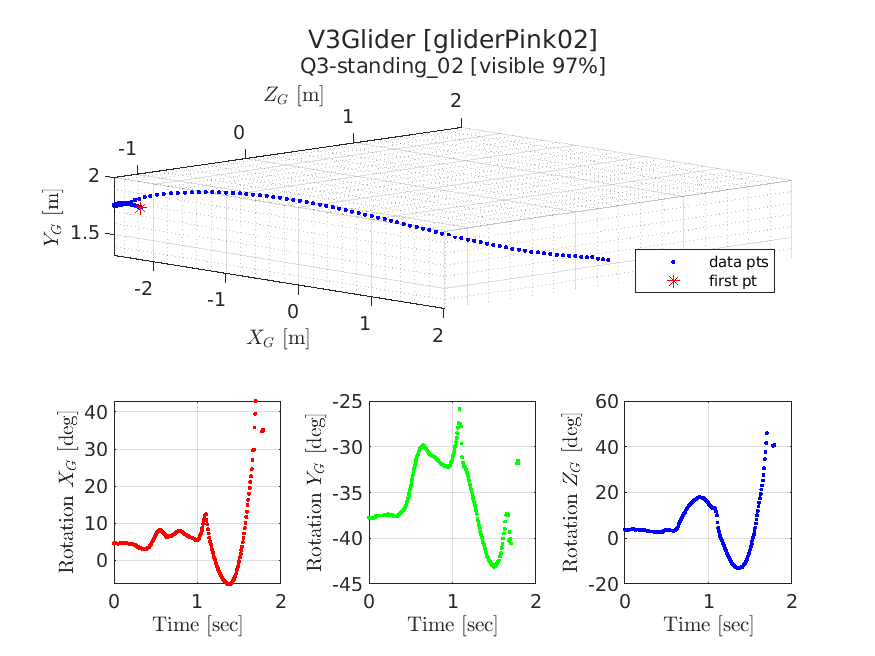 V3Glider [gliderPink02]
Q3-standing_02 [visible 97%]
Z_G [m]
-1
0
1
2
Y_G [m]
2
1.5
-2
-1
0
1
2
X_G [m]
data pts
first pt
Rotation X_G [deg]
40
30
20
10
0
0
1
2
Time [sec]
Rotation Y_G [deg]
-25
-30
-35
-40
-45
0
1
2
Time [sec]
Rotation Z_G [deg]
60
40
20
0
-20
0
1
2
Time [sec]